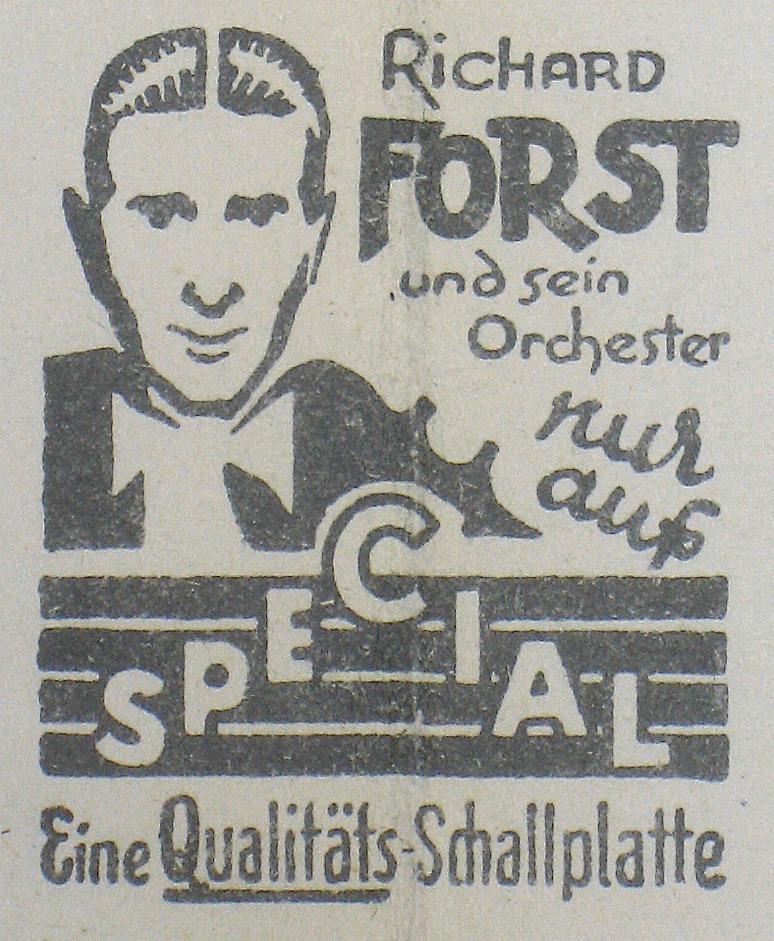 Richard
FORST
und sein
Orchester
nur
auf
SPECIAL
Eine Qualitäts-Schallplatte